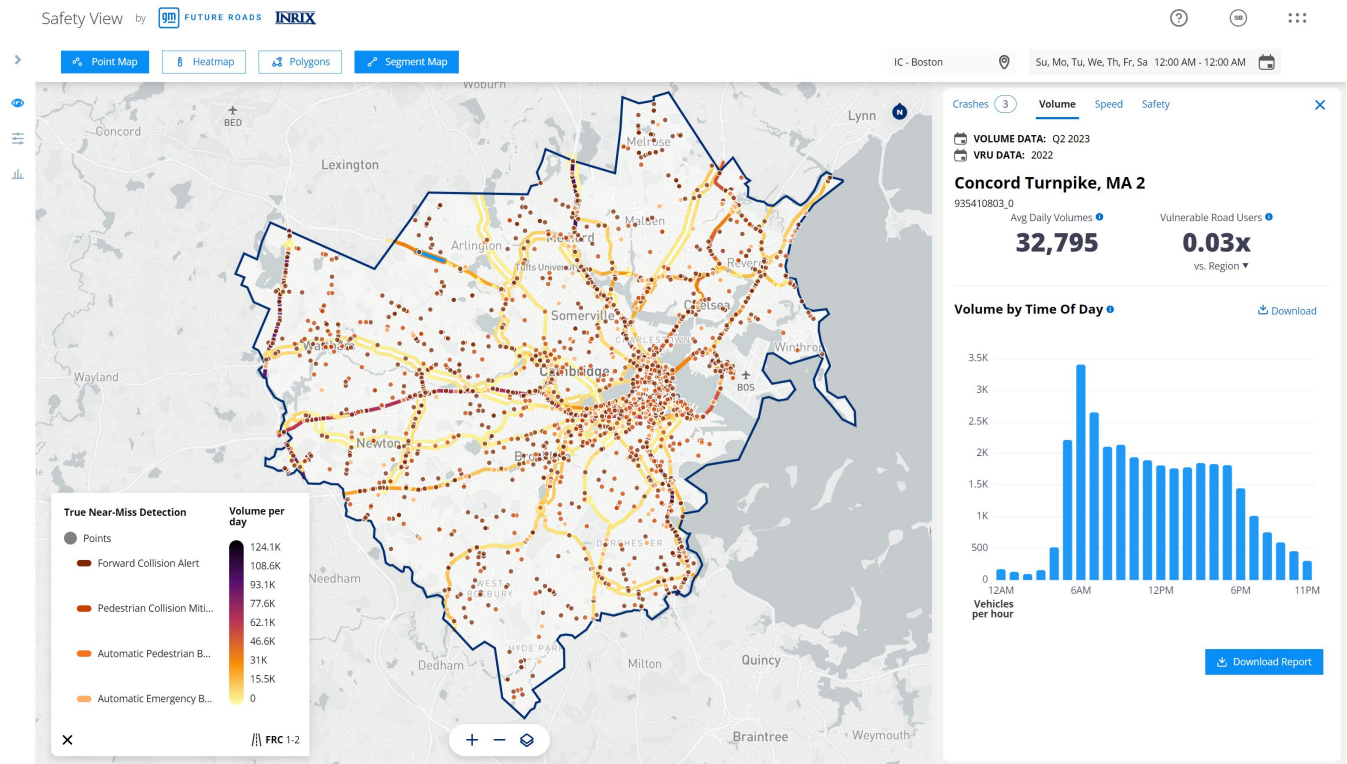 Safety View by gm FUTURE ROADS INRIX
SB
Point Map
Heatmap
Polygons
Segment Map
IC - Boston
Su, Mo, Tu, We, Th, Fr, Sa 12:00 AM - 12:00 AM
Woburn
BED
Concord
Lexington
Lynn
N
Melrose
Malden
Arlington
Medford
Tufts University
Revere
Chelsea
Somerville
CHARLESTOWN
Winthrop
Waltham
Cambridge
BOS
Wayland
Newton
Brookline
DORCHESTER
Needham
WEST
ROXBURY
HYDE PARK
Dedham
Milton
Quincy
Braintree
Weymouth
True Near-Miss Detection
Points
Forward Collision Alert
Pedestrian Collision Miti...
Automatic Pedestrian B...
Automatic Emergency B...
Volume per
day
124.1K
108.6K
93.1K
77.6K
62.1K
46.6K
31K
15.5K
0
FRC 1-2
Crashes 3
Volume
Speed
Safety
VOLUME DATA: Q2 2023
VRU DATA: 2022
Concord Turnpike, MA 2
935410803_0
Avg Daily Volumes
32,795
Vulnerable Road Users
0.03x
vs. Region
Volume by Time Of Day
Download
3.5K
3K
2.5K
2K
1.5K
1K
500
0
12AM
6AM
12PM
6PM
11PM
Vehicles
per hour
Download Report